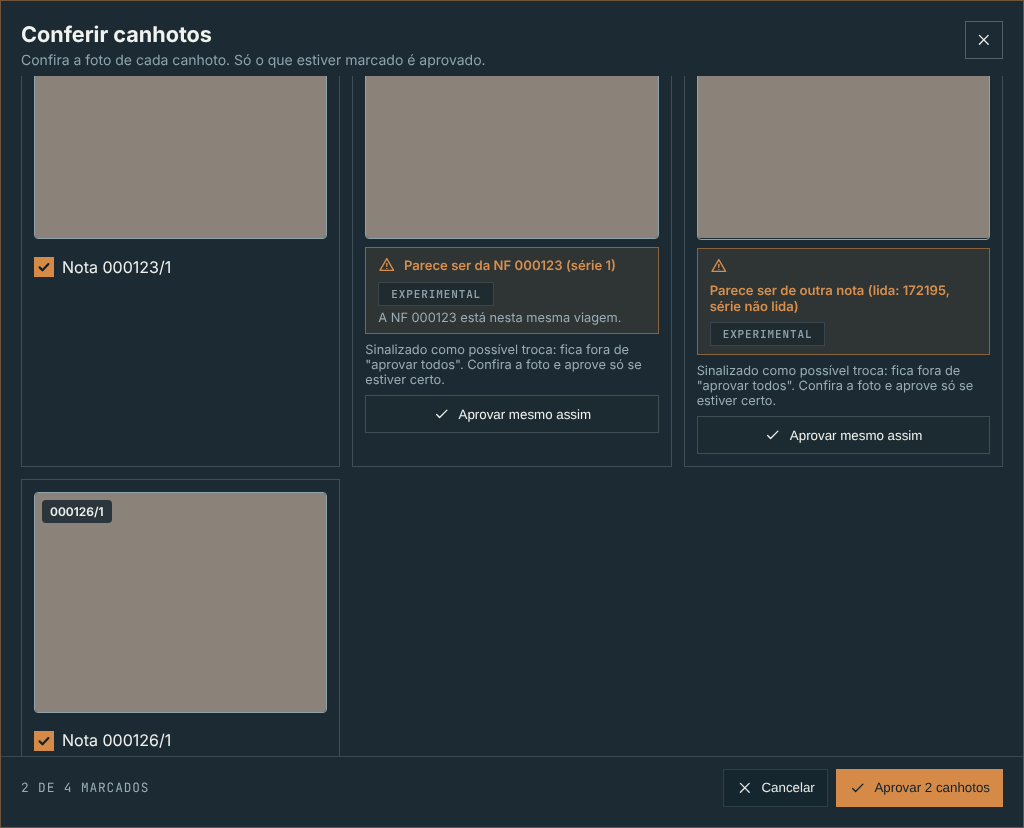 Conferir canhotos
Confira a foto de cada canhoto. Só o que estiver marcado é aprovado.
Nota 000123/1
Parece ser da NF 000123 (série 1)
EXPERIMENTAL
A NF 000123 está nesta mesma viagem.
Sinalizado como possível troca: fica fora de
"aprovar todos". Confira a foto e aprove só se
estiver certo.
Aprovar mesmo assim
Parece ser de outra nota (lida: 172195,
série não lida)
EXPERIMENTAL
Sinalizado como possível troca: fica fora de
"aprovar todos". Confira a foto e aprove só se
estiver certo.
Aprovar mesmo assim
000126/1
Nota 000126/1
2 DE 4 MARCADOS
Cancelar
Aprovar 2 canhotos